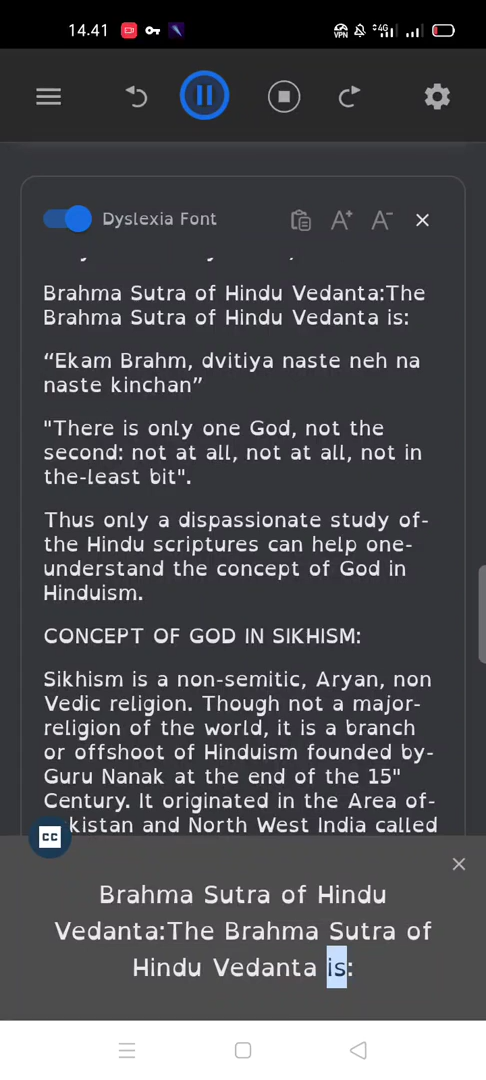 14.41
VPN
4G
Dyslexia Font
A+
A-
Brahma Sutra of Hindu Vedanta:The
Brahma Sutra of Hindu Vedanta is:
“Ekam Brahm, dvitiya naste neh na
naste kinchan”
"There is only one God, not the
second: not at all, not at all, not in
the-least bit".
Thus only a dispassionate study of-
the Hindu scriptures can help one-
understand the concept of God in
Hinduism.
CONCEPT OF GOD IN SIKHISM:
Sikhism is a non-semitic, Aryan, non
Vedic religion. Though not a major-
religion of the world, it is a branch
or offshoot of Hinduism founded by-
Guru Nanak at the end of the 15"
Century. It originated in the Area of-
and North West India called
CC
Brahma Sutra of Hindu
Vedanta:The Brahma Sutra of
Hindu Vedanta is: